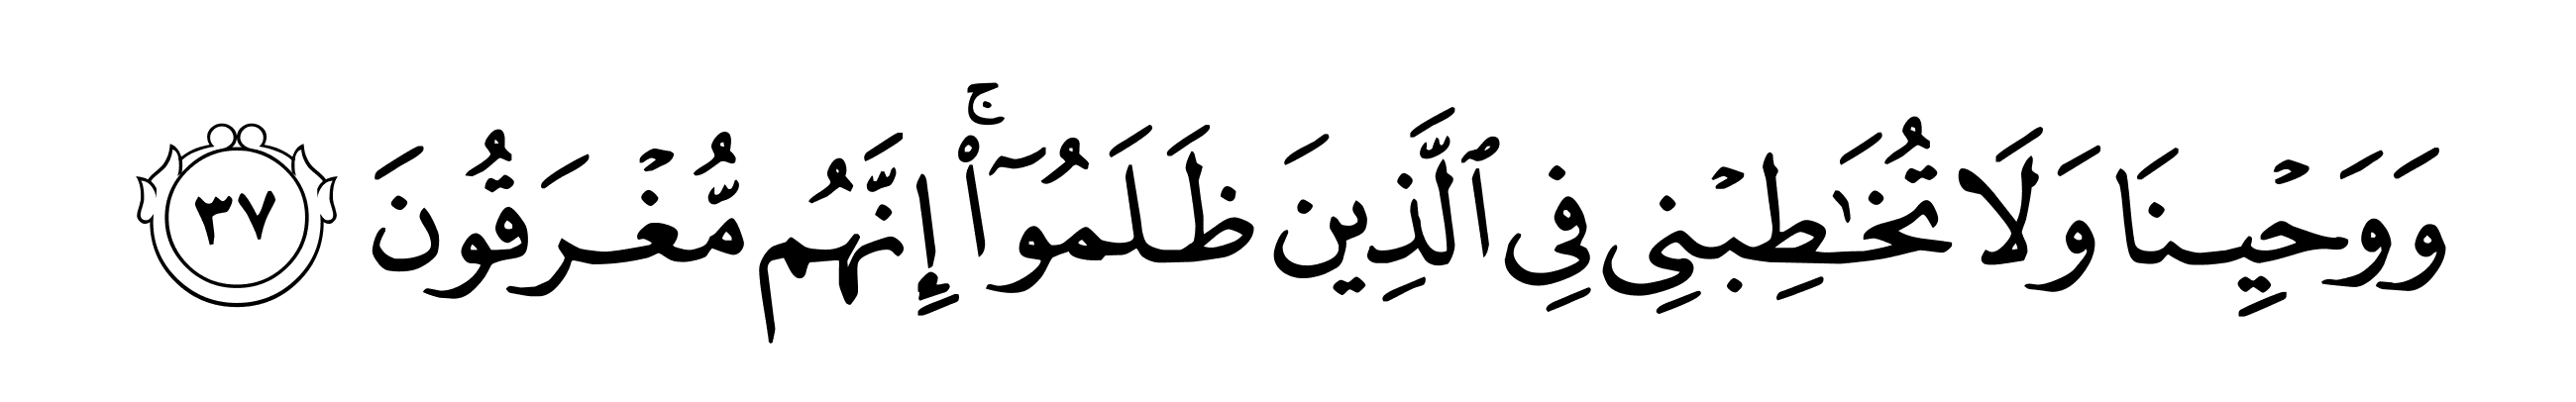 وَوَحْيِنَا وَلَا تُخَـٰطِبْنِى فِى ٱلَّذِينَ ظَلَمُوٓا۟ ۚ إِنَّهُم مُّغْرَقُونَ ٣٧